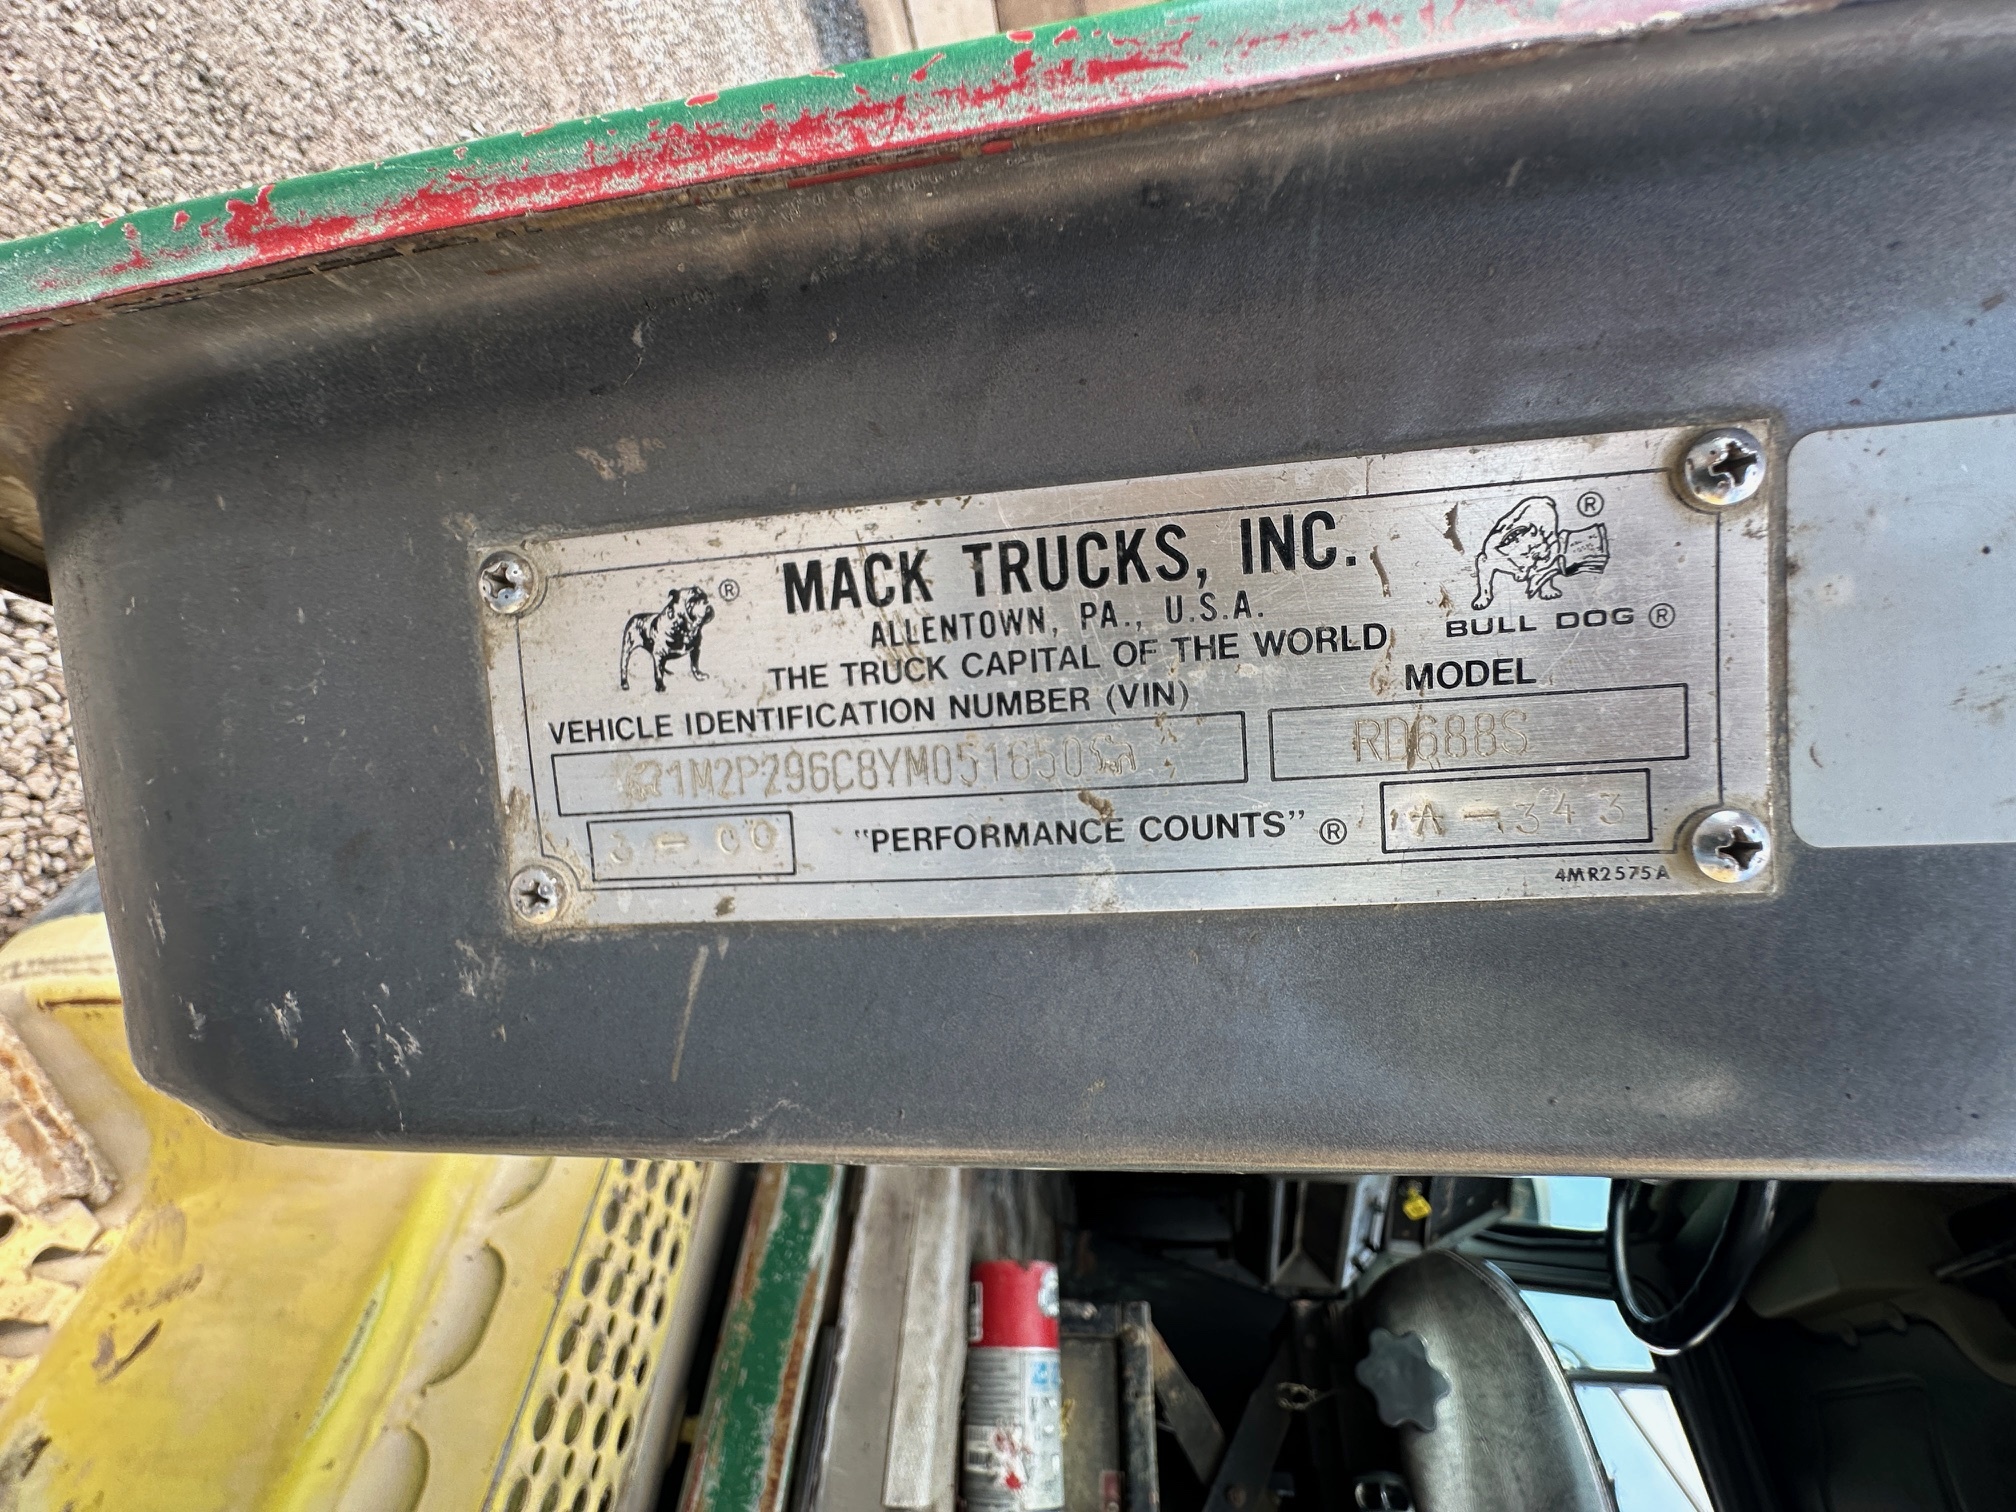 MACK TRUCKS, INC.
ALLENTOWN, PA., U.S.A.
THE TRUCK CAPITAL OF THE WORLD
® ®
BULL DOG ®
VEHICLE IDENTIFICATION NUMBER (VIN)
MODEL
1M2P296C8YM051650
RD688S
3-00
"PERFORMANCE COUNTS" ®
A-343
4MR2575A